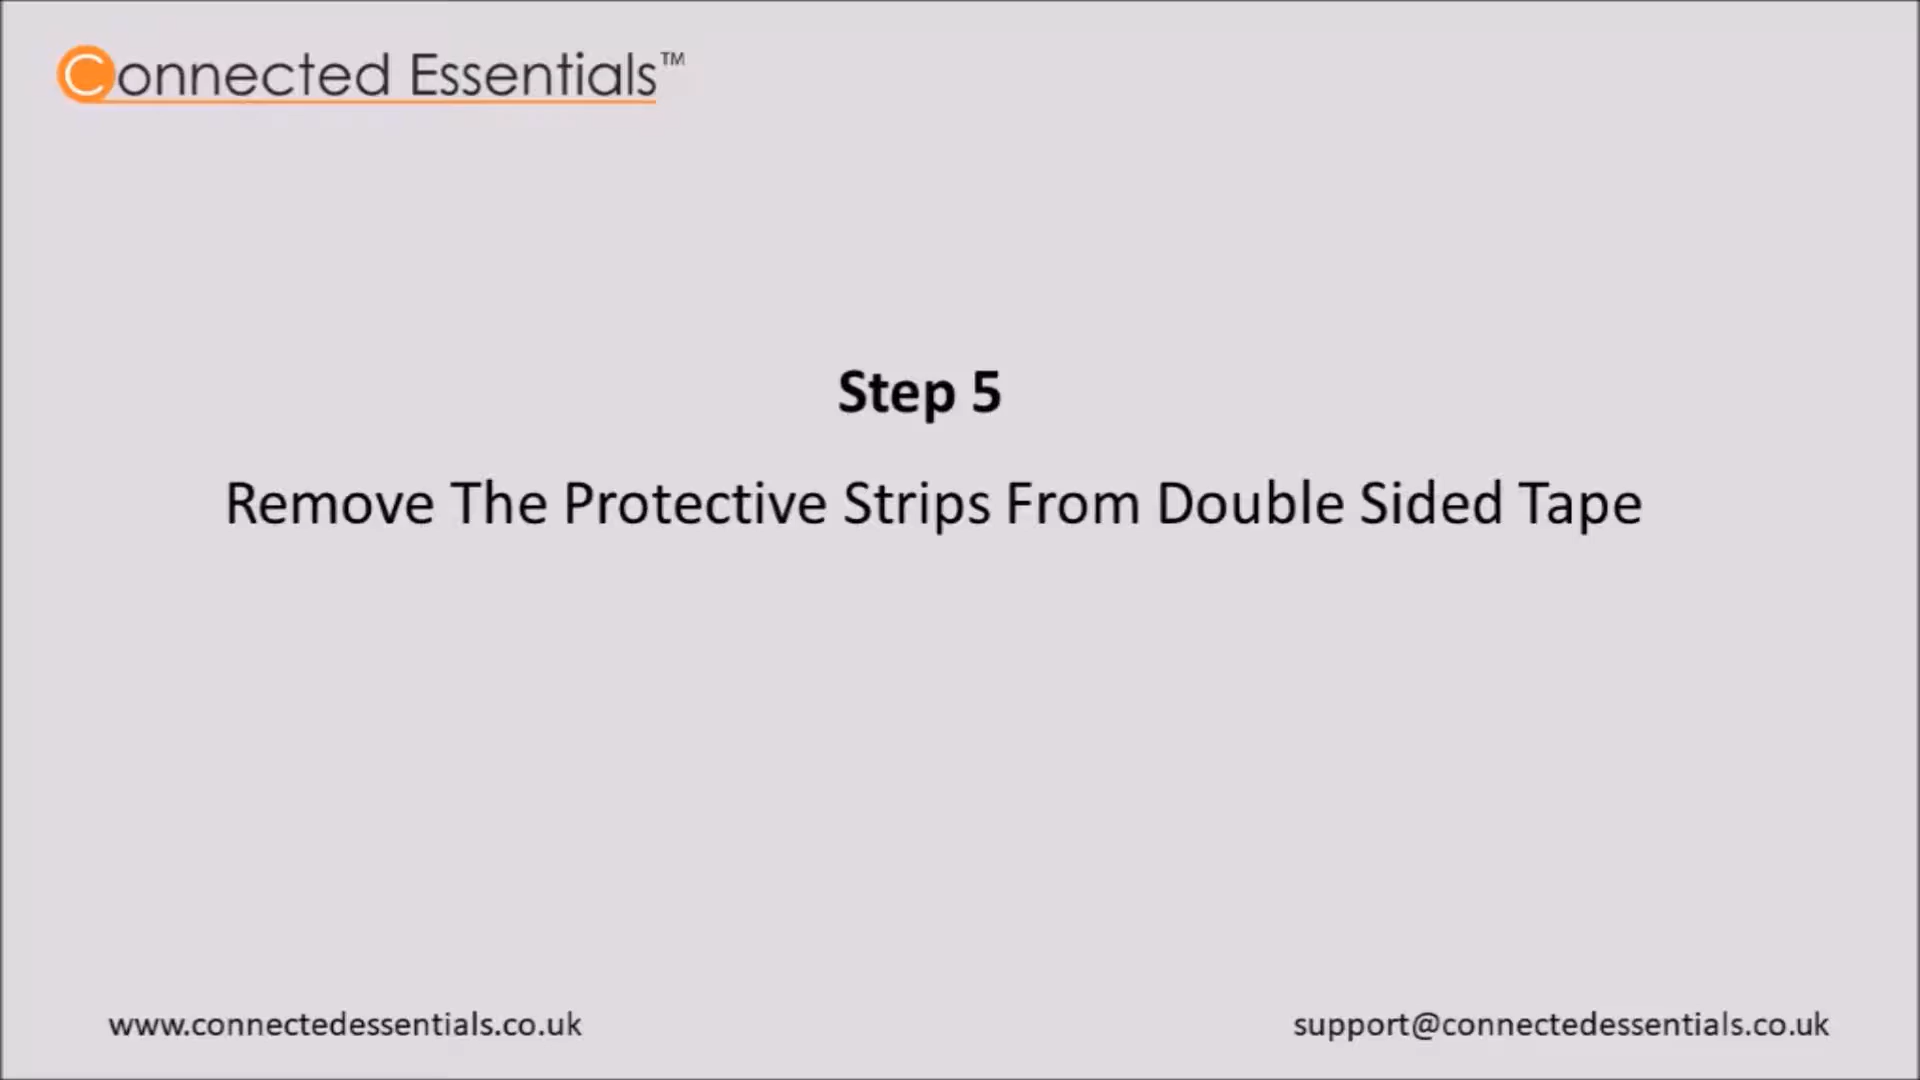 Connected Essentials™
Step 5
Remove The Protective Strips From Double Sided Tape
www.connectedessentials.co.uk
support@connectedessentials.co.uk